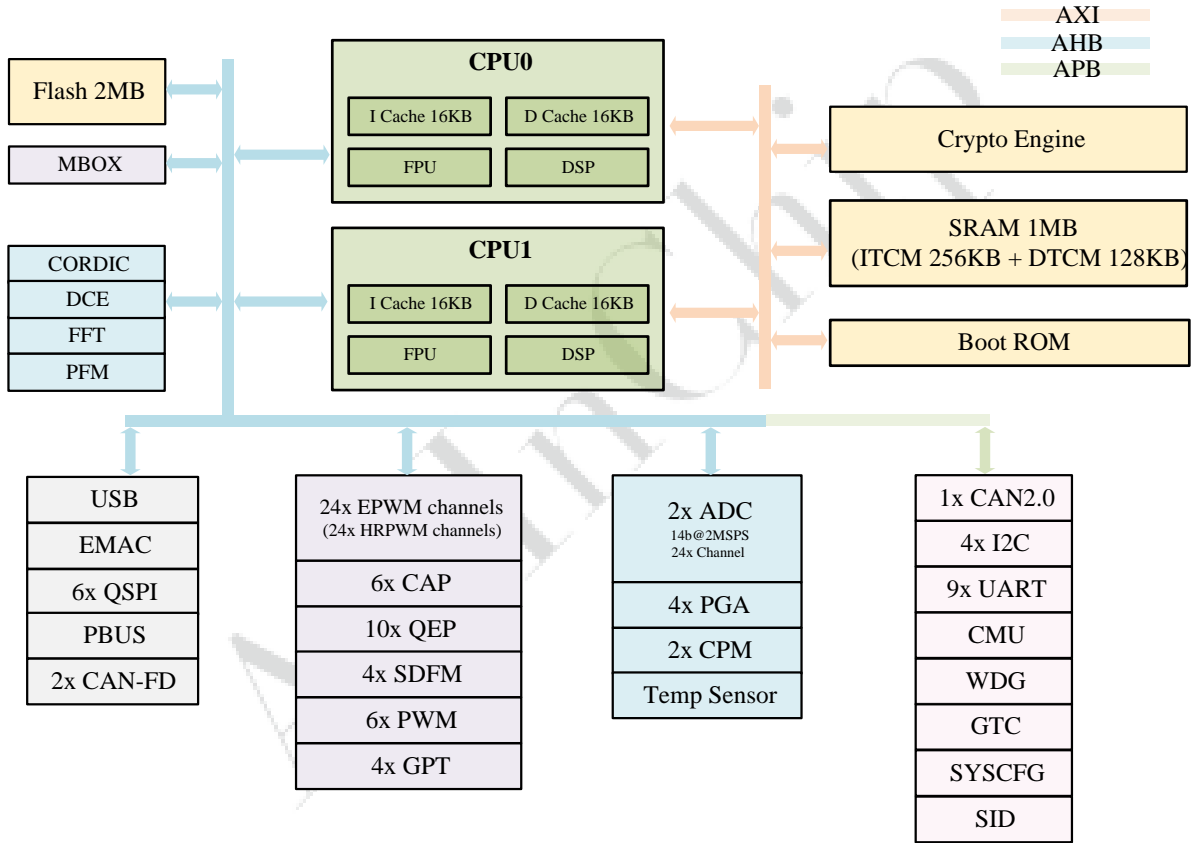 AXI
AHB
APB
Flash 2MB
MBOX
CORDIC
DCE
FFT
PFM
CPU0
I Cache 16KB
D Cache 16KB
FPU
DSP
CPU1
I Cache 16KB
D Cache 16KB
FPU
DSP
Crypto Engine
SRAM 1MB
(ITCM 256KB + DTCM 128KB)
Boot ROM
USB
EMAC
6x QSPI
PBUS
2x CAN-FD
24x EPWM channels
(24x HRPWM channels)
6x CAP
10x QEP
4x SDFM
6x PWM
4x GPT
2x ADC
14b@2MSPS
24x Channel
4x PGA
2x CPM
Temp Sensor
1x CAN2.0
4x I2C
9x UART
CMU
WDG
GTC
SYSCFG
SID